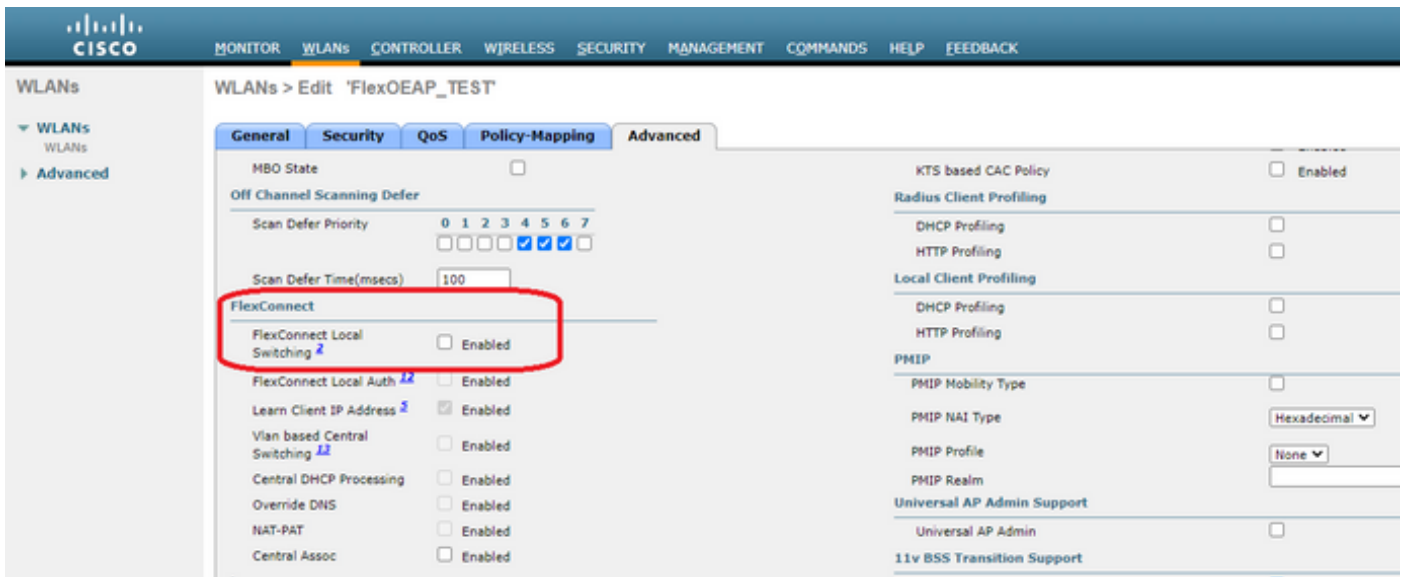 CISCO
MONITOR WLANs CONTROLLER WIRELESS SECURITY MANAGEMENT COMMANDS HELP FEEDBACK
WLANs
WLANs > Edit 'FlexOEAP_TEST'
WLANs
WLANs
Advanced
General Security QoS Policy-Mapping Advanced
MBO State
Off Channel Scanning Defer
Scan Defer Priority 0 1 2 3 4 5 6 7
Scan Defer Time(msecs) 100
FlexConnect
FlexConnect Local
Switching 2 Enabled
FlexConnect Local Auth 12 Enabled
Learn Client IP Address 5 Enabled
Vlan based Central
Switching 13 Enabled
Central DHCP Processing Enabled
Override DNS Enabled
NAT-PAT Enabled
Central Assoc Enabled
KTS based CAC Policy Enabled
Radius Client Profiling
DHCP Profiling
HTTP Profiling
Local Client Profiling
DHCP Profiling
HTTP Profiling
PMIP
PMIP Mobility Type
PMIP NAI Type Hexadecimal
PMIP Profile None
PMIP Realm
Universal AP Admin Support
Universal AP Admin
11v BSS Transition Support